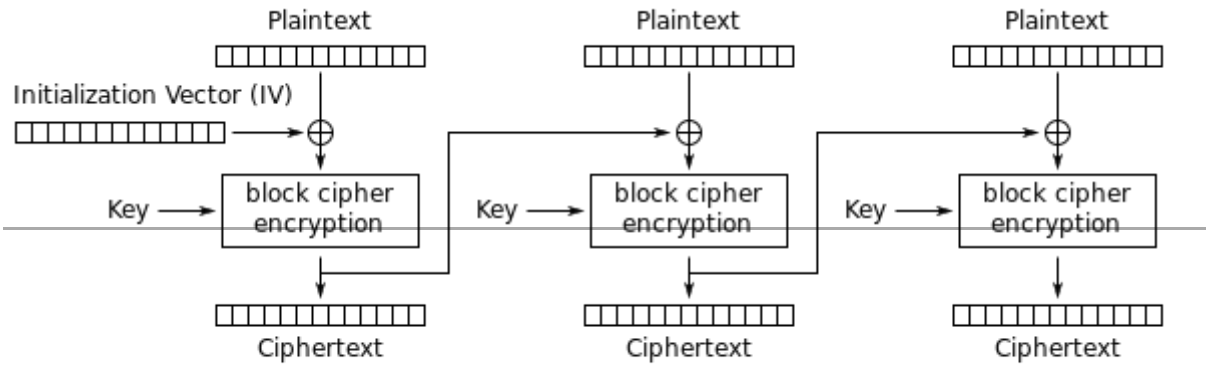 Plaintext
Plaintext
Plaintext
Initialization Vector (IV)
Key
block cipher
encryption
Key
block cipher
encryption
Key
block cipher
encryption
Ciphertext
Ciphertext
Ciphertext